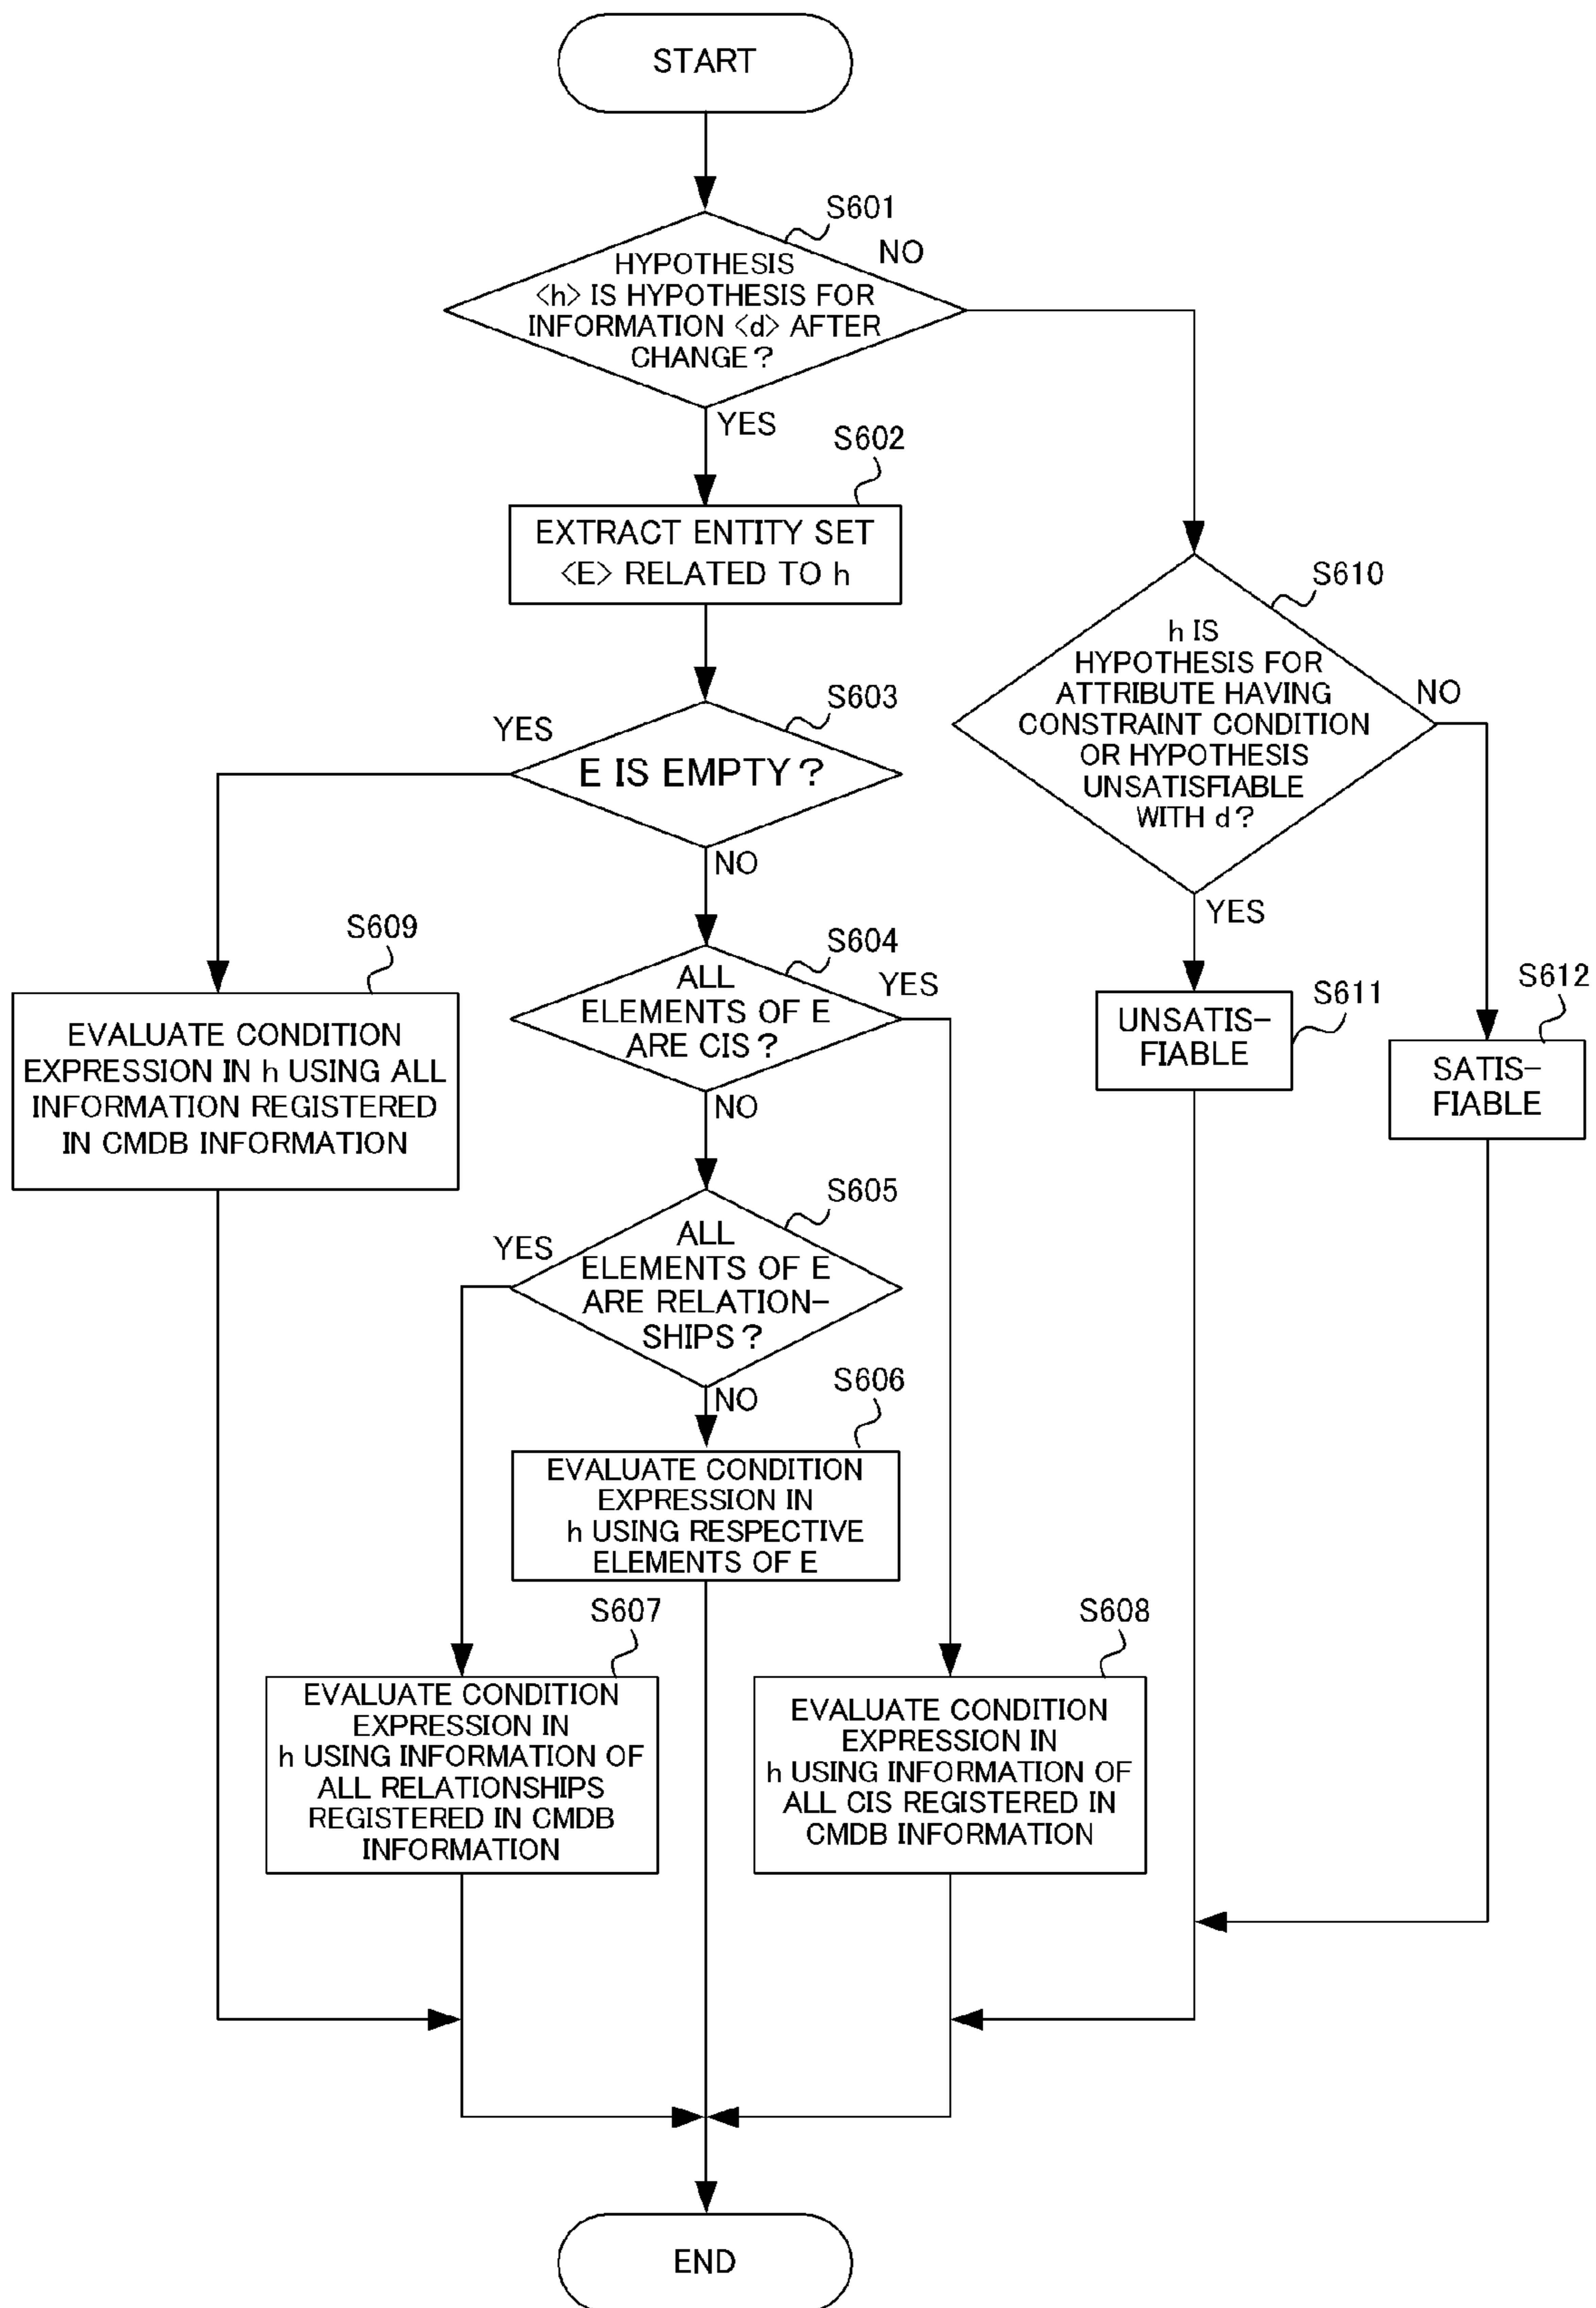 START
S601
NO
HYPOTHESIS
<h> IS HYPOTHESIS FOR
INFORMATION <d> AFTER
CHANGE?
YES
S602
EXTRACT ENTITY SET
<E> RELATED TO h
S610
h IS
HYPOTHESIS FOR
ATTRIBUTE HAVING
CONSTRAINT CONDITION
OR HYPOTHESIS
UNSATISFIABLE
WITH d?
NO
YES
S603
YES
E IS EMPTY?
NO
S609
EVALUATE CONDITION
EXPRESSION IN h USING ALL
INFORMATION REGISTERED
IN CMDB INFORMATION
S604
YES
ALL
ELEMENTS OF E
ARE CIS?
NO
S611
UNSATIS-
FIABLE
S612
SATIS-
FIABLE
S605
YES
ALL
ELEMENTS OF E
ARE RELATION-
SHIPS?
NO
S606
EVALUATE CONDITION
EXPRESSION IN
h USING RESPECTIVE
ELEMENTS OF E
S607
EVALUATE CONDITION
EXPRESSION IN
h USING INFORMATION OF
ALL RELATIONSHIPS
REGISTERED IN CMDB
INFORMATION
S608
EVALUATE CONDITION
EXPRESSION IN
h USING INFORMATION OF
ALL CIS REGISTERED IN
CMDB INFORMATION
END